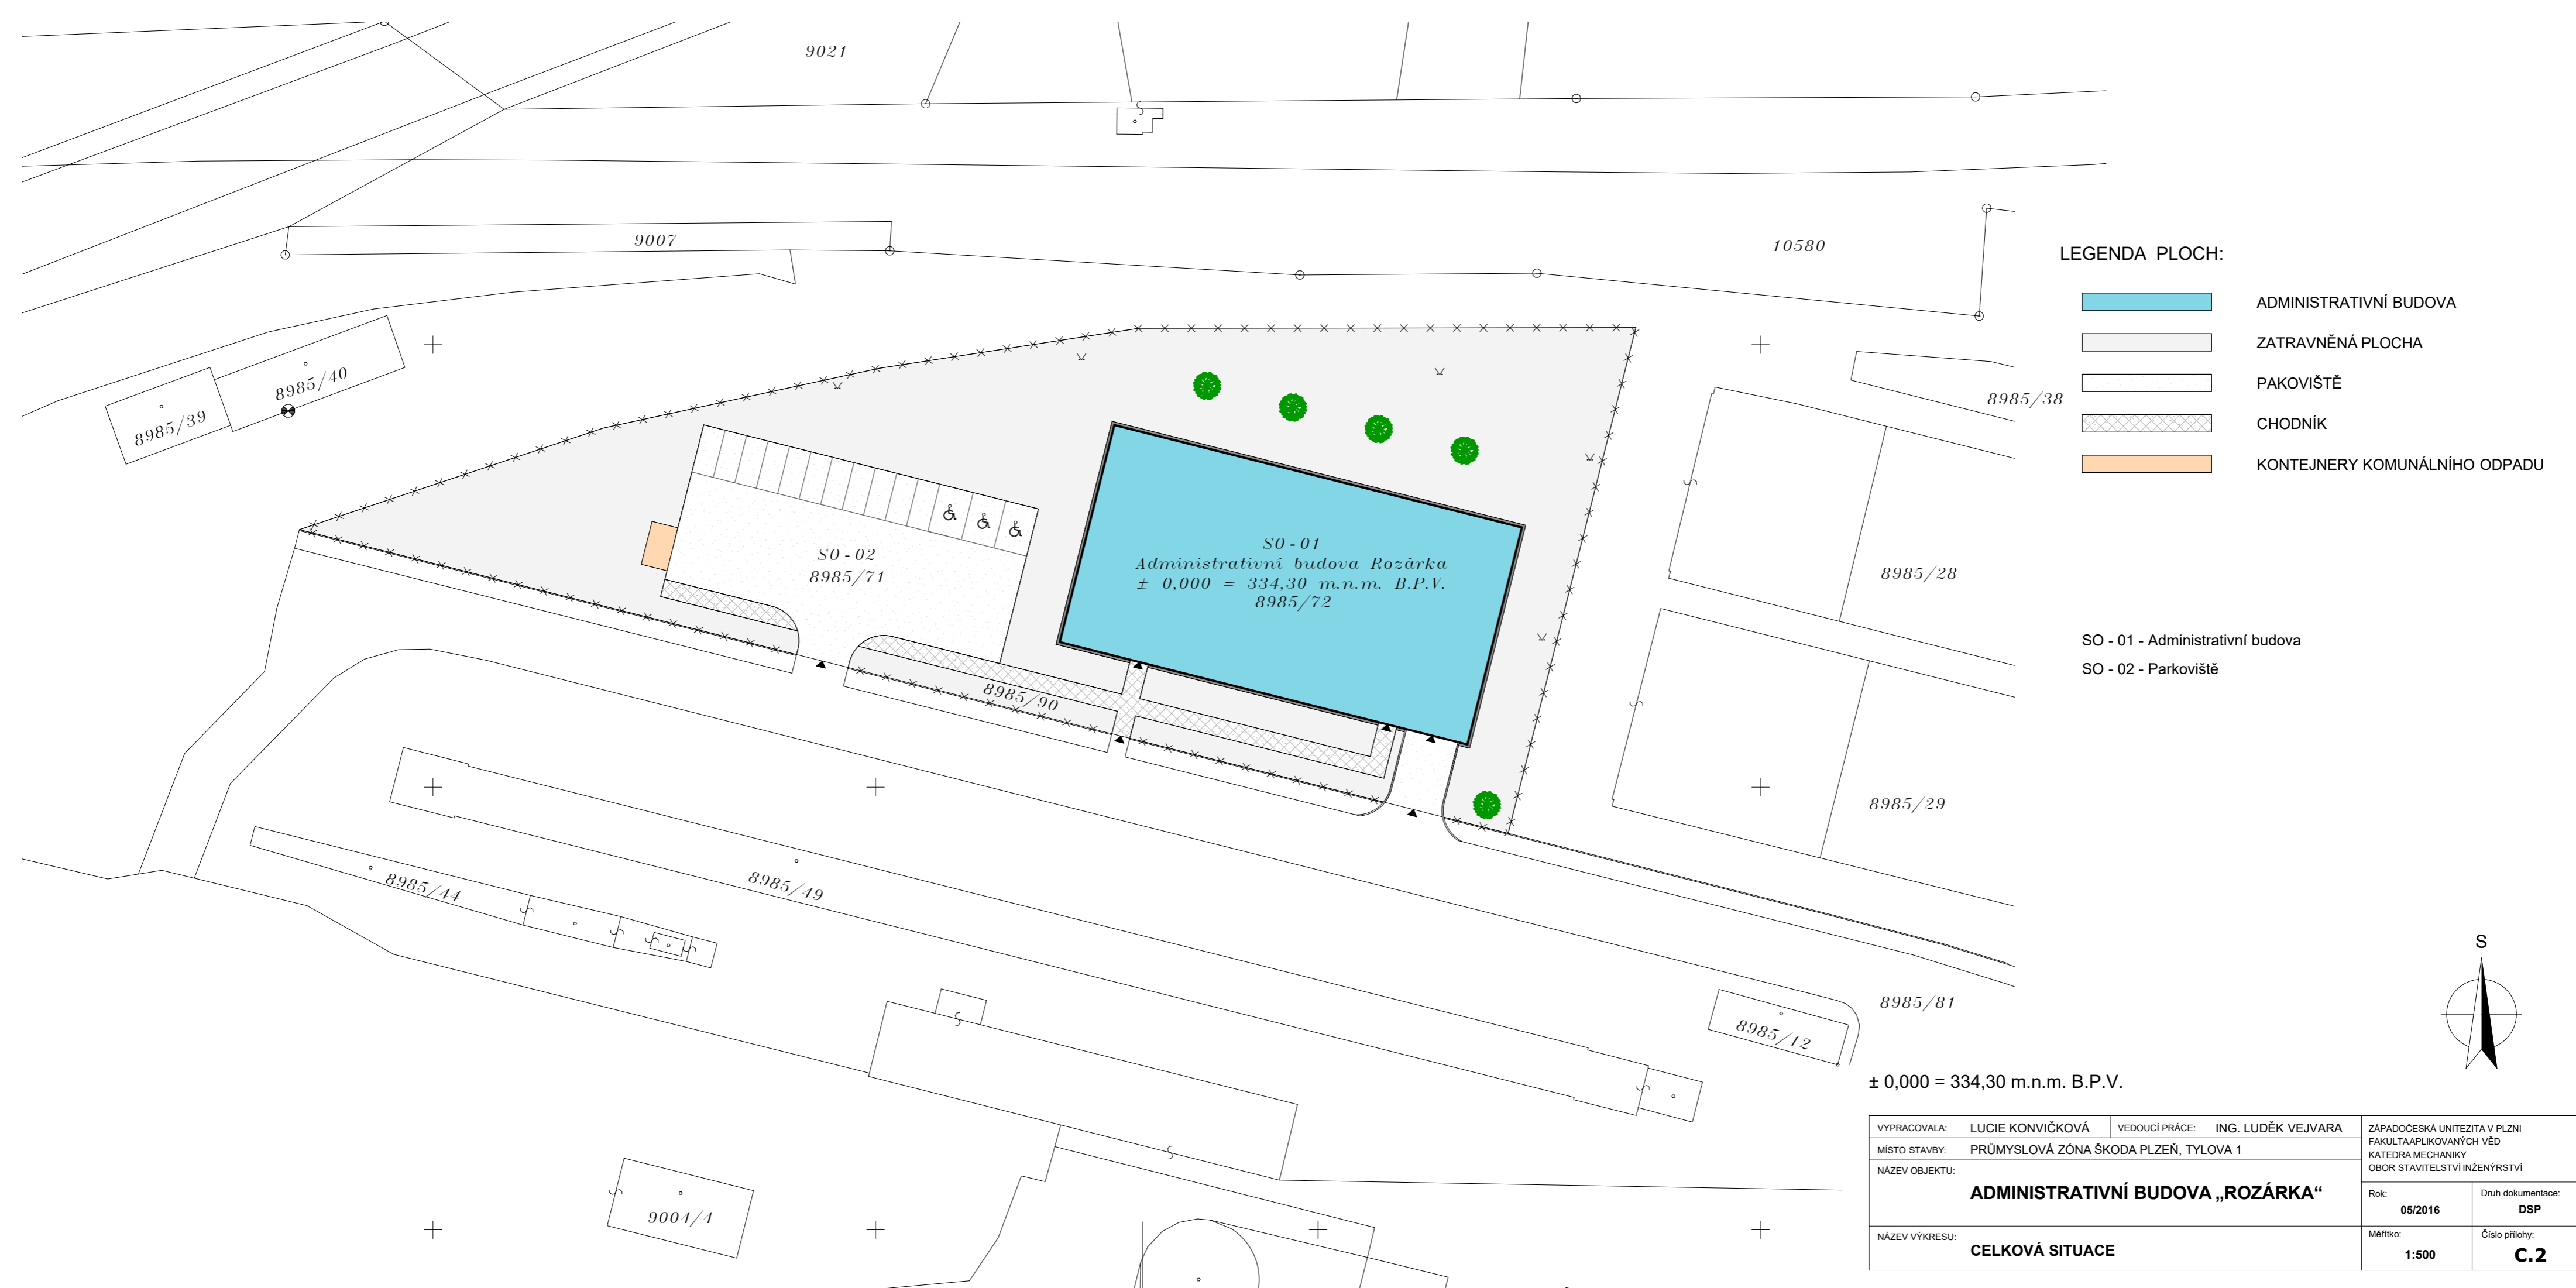 9021
9007
10580
8985/40
8985/39
8985/38
SO - 02
8985/71
SO - 01
Administrativní budova Rozárka
± 0,000 = 334,30 m.n.m. B.P.V.
8985/72
8985/28
8985/90
8985/29
8985/44
8985/49
8985/81
8985/12
9004/4
LEGENDA PLOCH:
ADMINISTRATIVNÍ BUDOVA
ZATRAVNĚNÁ PLOCHA
PAKOVIŠTĚ
CHODNÍK
KONTEJNERY KOMUNÁLNÍHO ODPADU
SO - 01 - Administrativní budova
SO - 02 - Parkoviště
S
± 0,000 = 334,30 m.n.m. B.P.V.
VYPRACOVALA: LUCIE KONVIČKOVÁ VEDOUCÍ PRÁCE: ING. LUDĚK VEJVARA
MÍSTO STAVBY: PRŮMYSLOVÁ ZÓNA ŠKODA PLZEŇ, TYLOVA 1
NÁZEV OBJEKTU:
ADMINISTRATIVNÍ BUDOVA „ROZÁRKA“
NÁZEV VÝKRESU:
CELKOVÁ SITUACE
ZÁPADOČESKÁ UNITEZITA V PLZNI
FAKULTA APLIKOVANÝCH VĚD
KATEDRA MECHANIKY
OBOR STAVITELSTVÍ INŽENÝRSTVÍ
Rok:
05/2016
Druh dokumentace:
DSP
Měřítko:
1:500
Číslo přílohy:
C.2